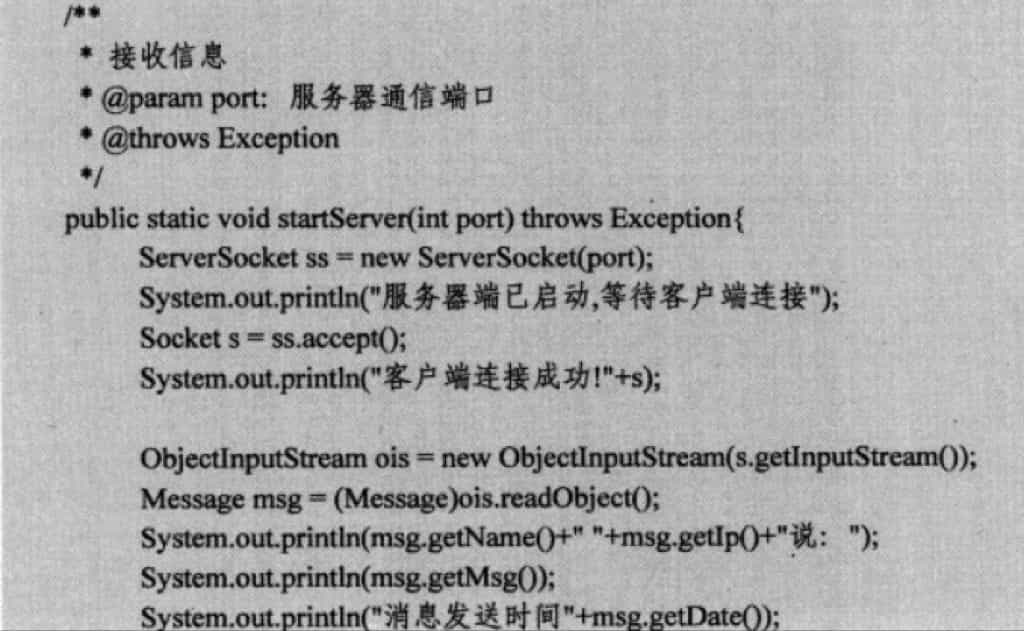 /**
* 接收信息
* @param port: 服务器通信端口
* @throws Exception
*/
public static void startServer(int port) throws Exception{
ServerSocket ss = new ServerSocket(port);
System.out.println("服务器端已启动,等待客户端连接");
Socket s = ss.accept();
System.out.println("客户端连接成功!"+s);
ObjectInputStream ois = new ObjectInputStream(s.getInputStream());
Message msg = (Message)ois.readObject();
System.out.println(msg.getName()+" "+msg.getIp()+"说: ");
System.out.println(msg.getMsg());
System.out.println("消息发送时间"+msg.getDate());